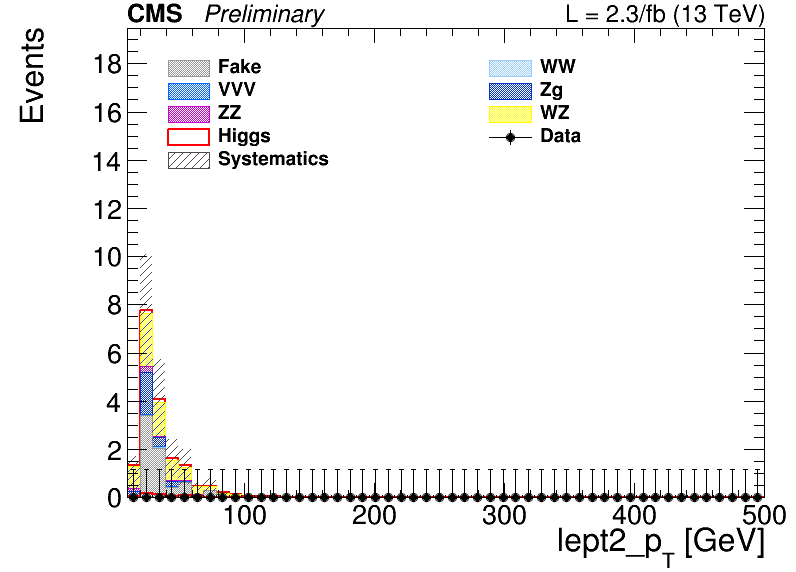 CMS Preliminary L = 2.3/fb (13 TeV)
Events
Fake WW
VVV Zg
ZZ WZ
Higgs Data
Systematics
18
16
14
12
10
8
6
4
2
0
100 200 300 400 500
lept2_p_T [GeV]